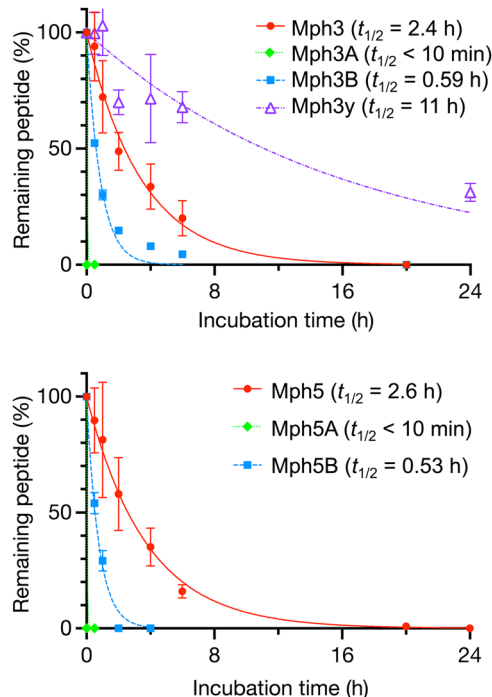 Mph3 (t1/2 = 2.4 h)
Mph3A (t1/2 < 10 min)
Mph3B (t1/2 = 0.59 h)
Mph3y (t1/2 = 11 h)
Remaining peptide (%)
100
50
0
0 8 16 24
Incubation time (h)
Mph5 (t1/2 = 2.6 h)
Mph5A (t1/2 < 10 min)
Mph5B (t1/2 = 0.53 h)
Remaining peptide (%)
100
50
0
0 8 16 24
Incubation time (h)